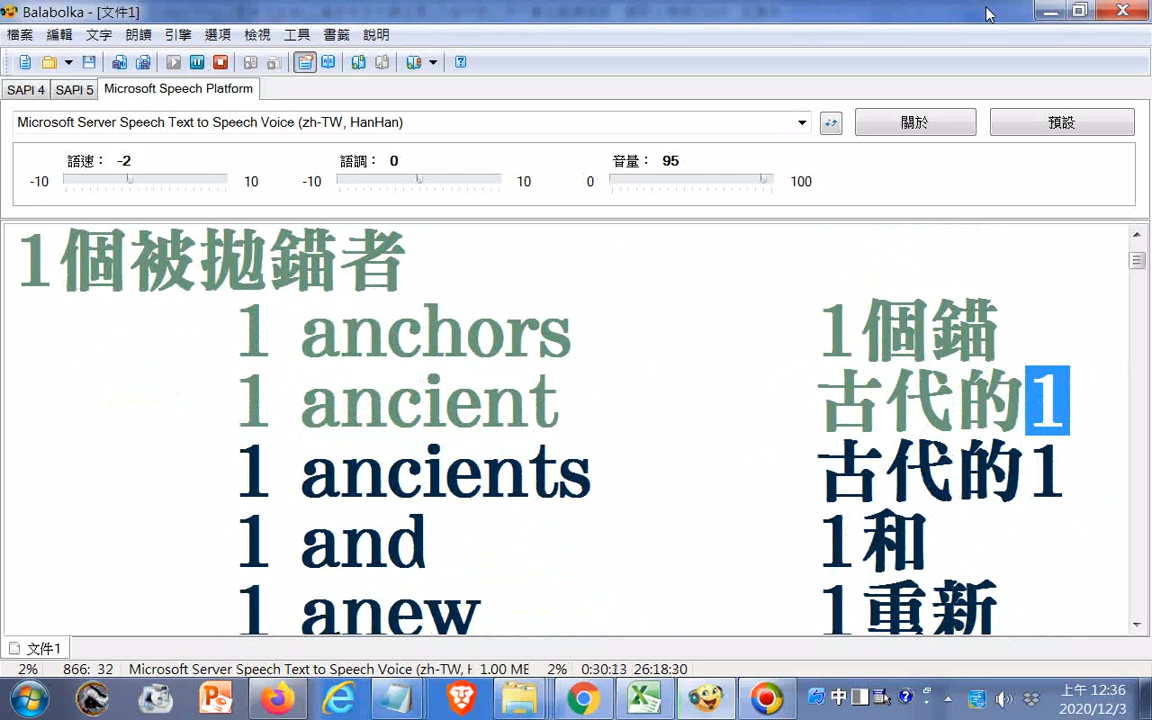 Balabolka - [文件1]
檔案 編輯 文字 朗讀 引擎 選項 檢視 工具 書籤 說明
SAPI 4 SAPI 5 Microsoft Speech Platform
Microsoft Server Speech Text to Speech Voice (zh-TW, HanHan) 關於 預設
語速： -2 語調： 0 音量： 95
-10 10 -10 10 0 100
1個被拋錨者
1 anchors 1個錨
1 ancient 古代的1
1 ancients 古代的1
1 and 1和
1 anew 1重新
文件1
2% 866: 32 Microsoft Server Speech Text to Speech Voice (zh-TW, 1.00 ME 2% 0:30:13 26:18:30
中 上午 12:36
2020/12/3